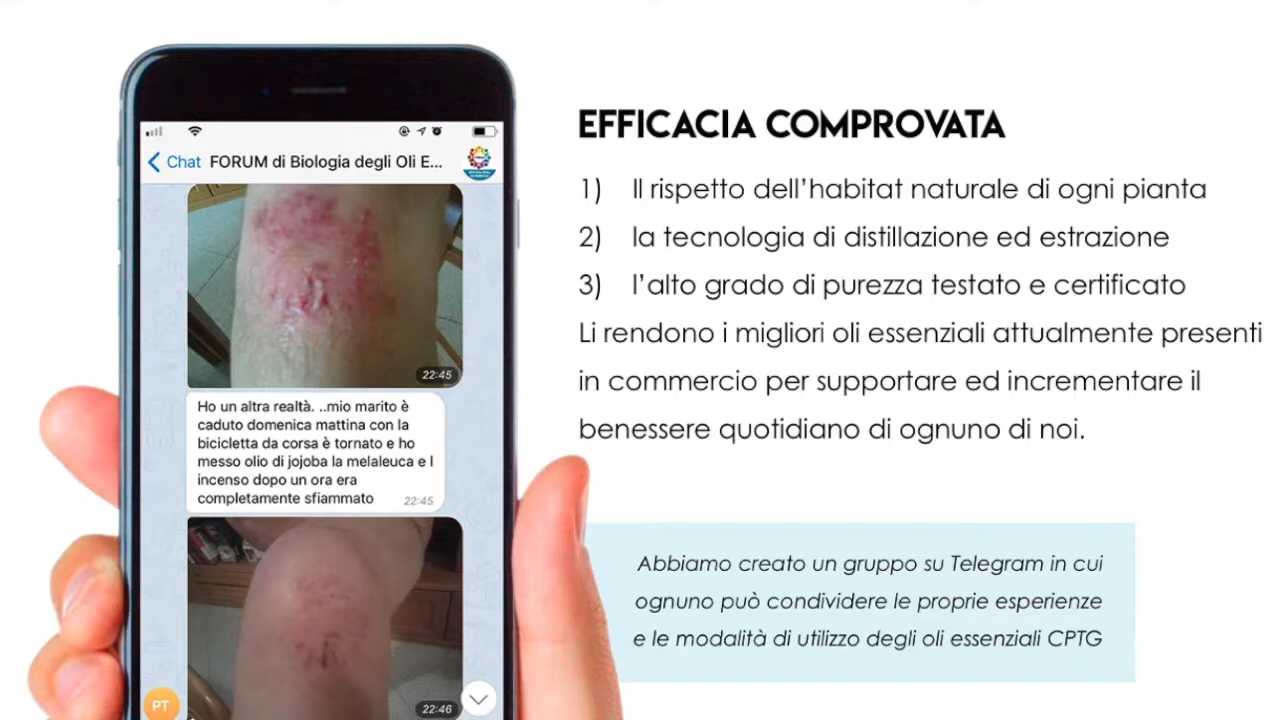 Chat FORUM di Biologia degli Oli E...
22:45
Ho un altra realtà. ..mio marito è
caduto domenica mattina con la
bicicletta da corsa è tornato e ho
messo olio di jojoba la melaleuca e l
incenso dopo un ora era
completamente sfiammato 22:45
PT
22:46
EFFICACIA COMPROVATA
1) Il rispetto dell'habitat naturale di ogni pianta
2) la tecnologia di distillazione ed estrazione
3) l'alto grado di purezza testato e certificato
Li rendono i migliori oli essenziali attualmente presenti
in commercio per supportare ed incrementare il
benessere quotidiano di ognuno di noi.
Abbiamo creato un gruppo su Telegram in cui
ognuno può condividere le proprie esperienze
e le modalità di utilizzo degli oli essenziali CPTG